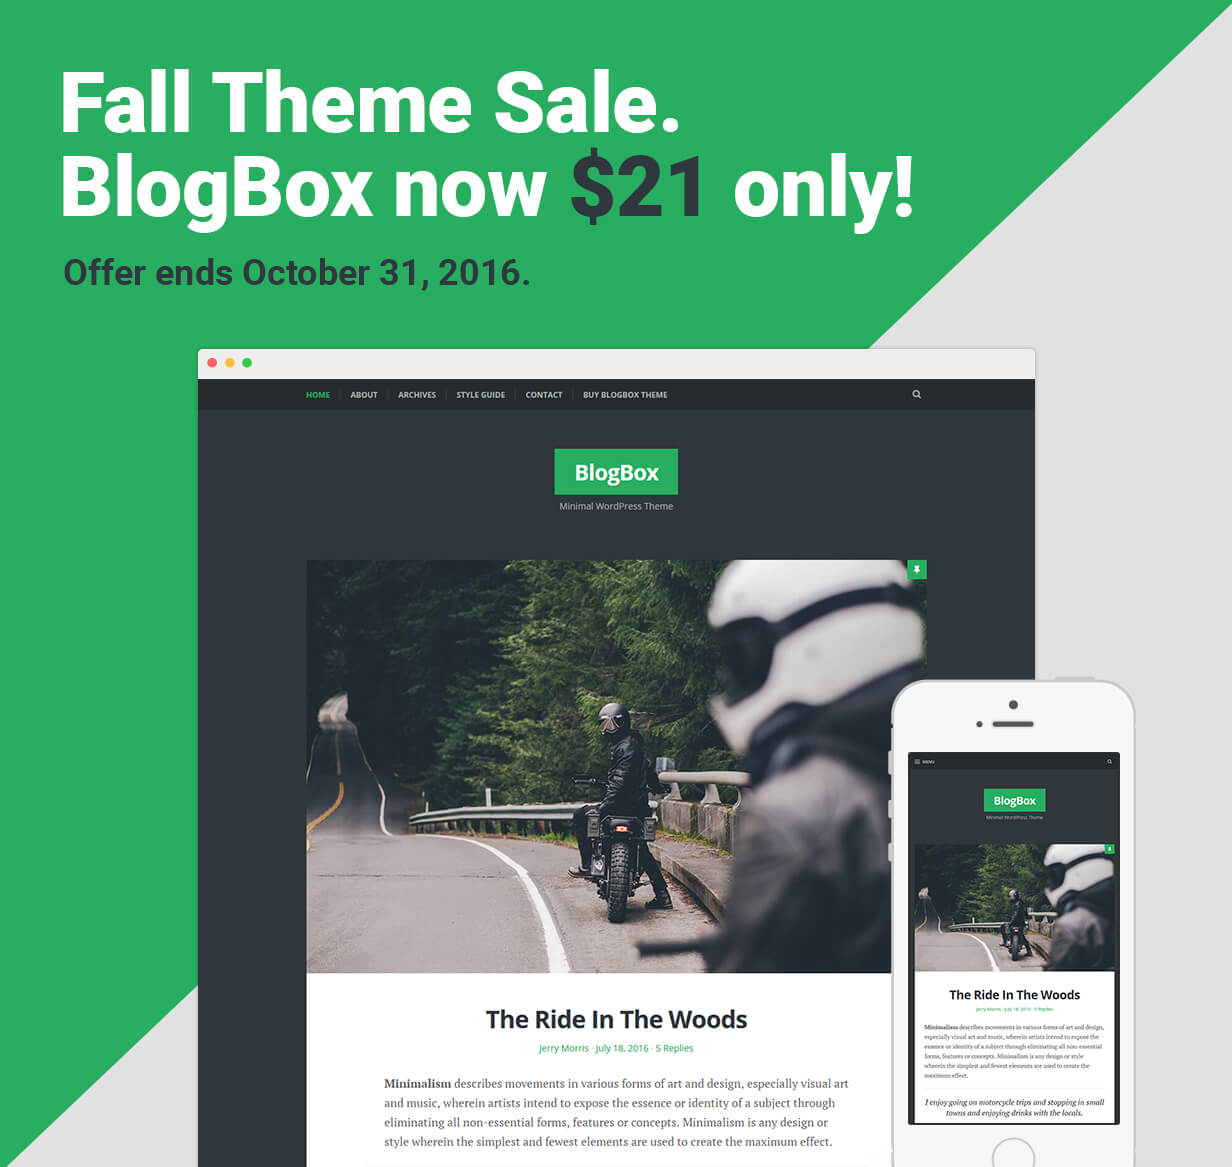 Fall Theme Sale.
BlogBox now $21 only!
Offer ends October 31, 2016.
HOME ABOUT ARCHIVES STYLE GUIDE CONTACT BUY BLOGBOX THEME
BlogBox
Minimal WordPress Theme
The Ride In The Woods
Jerry Morris · July 18, 2016 · 5 Replies
Minimalism describes movements in various forms of art and design, especially visual art
and music, wherein artists intend to expose the essence or identity of a subject through
eliminating all non-essential forms, features or concepts. Minimalism is any design or
style wherein the simplest and fewest elements are used to create the maximum effect.
MENU
BlogBox
Minimal WordPress Theme
The Ride In The Woods
Jerry Morris · July 18, 2016 · 5 Replies
Minimalism describes movements in various forms of art and design,
especially visual art and music, wherein artists intend to expose the
essence or identity of a subject through eliminating all non-essential
forms, features or concepts. Minimalism is any design or style
wherein the simplest and fewest elements are used to create the
maximum effect.
I enjoy going on motorcycle trips and stopping in small
towns and enjoying drinks with the locals.